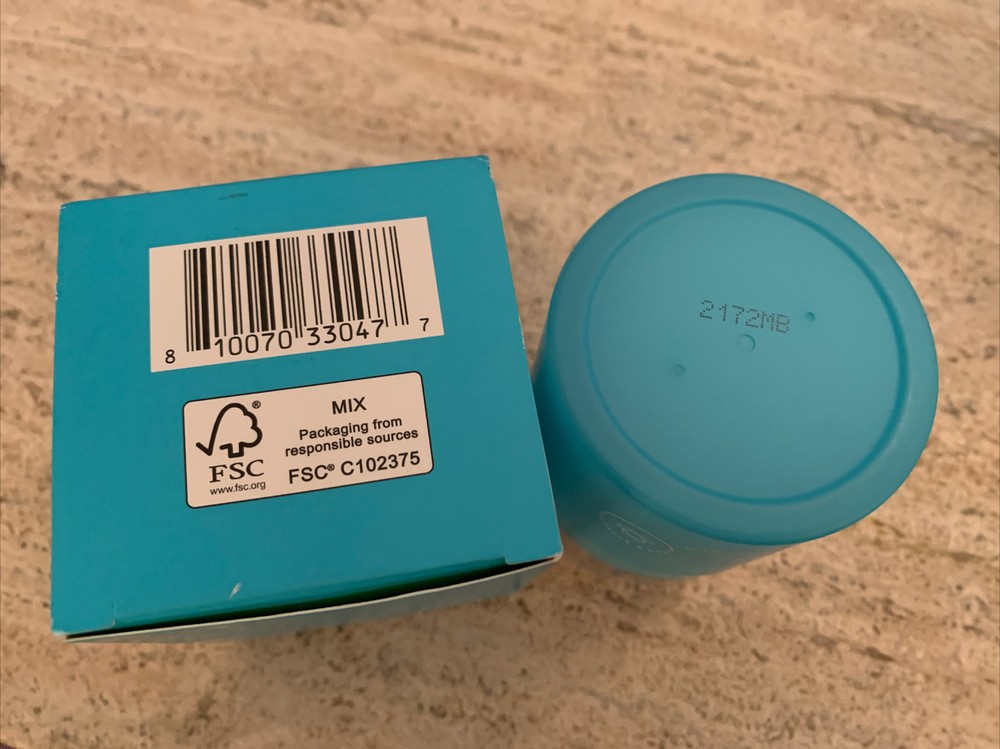 8 10070 33047 7
®
FSC
www.fsc.org
MIX
Packaging from
responsible sources
FSC® C102375
2172MB